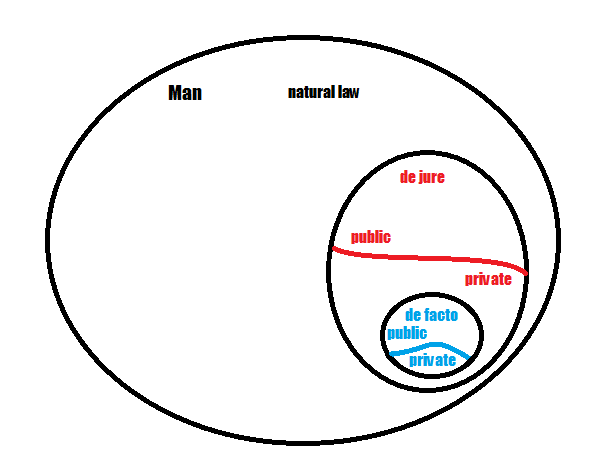 Man natural law
de jure
public
private
de facto
public
private